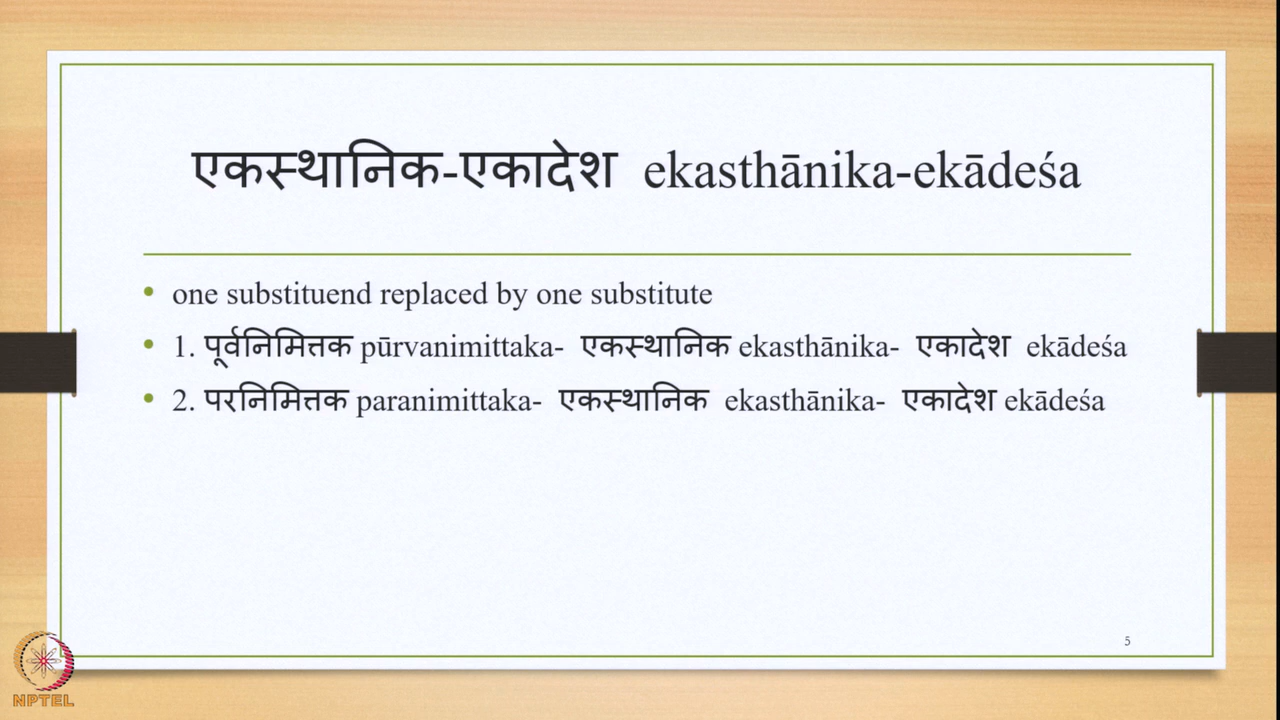 एकस्थानिक-एकादेश ekasthānika-ekādeśa
• one substituend replaced by one substitute
• 1. पूर्वनिमित्तक pūrvanimittaka- एकस्थानिक ekasthānika- एकादेश ekādeśa
• 2. परनिमित्तक paranimittaka- एकस्थानिक ekasthānika- एकादेश ekādeśa
5
NPTEL